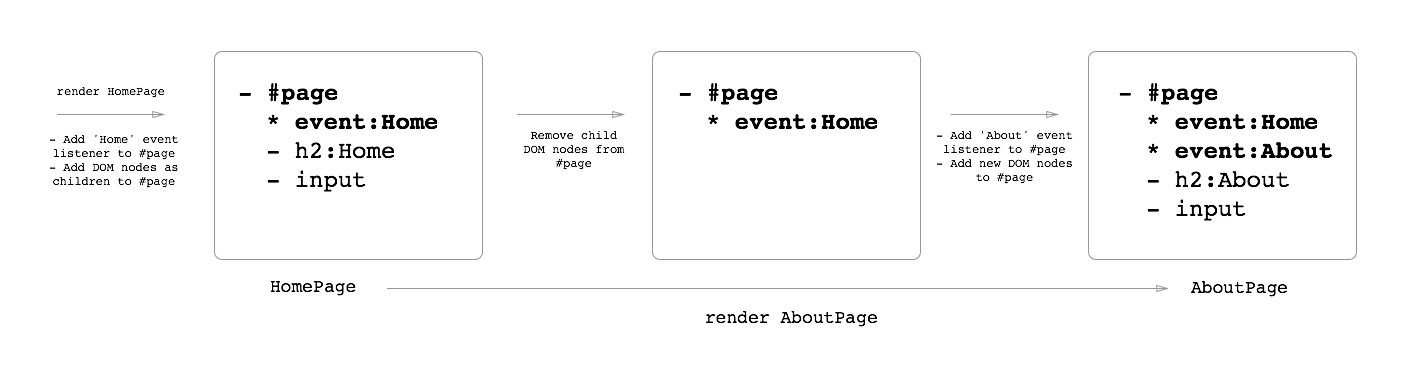 render HomePage
- Add 'Home' event
listener to #page
- Add DOM nodes as
children to #page
- #page
* event:Home
- h2:Home
- input
Remove child
DOM nodes from
#page
- #page
* event:Home
- Add 'About' event
listener to #page
- Add new DOM nodes
to #page
- #page
* event:Home
* event:About
- h2:About
- input
HomePage
AboutPage
render AboutPage